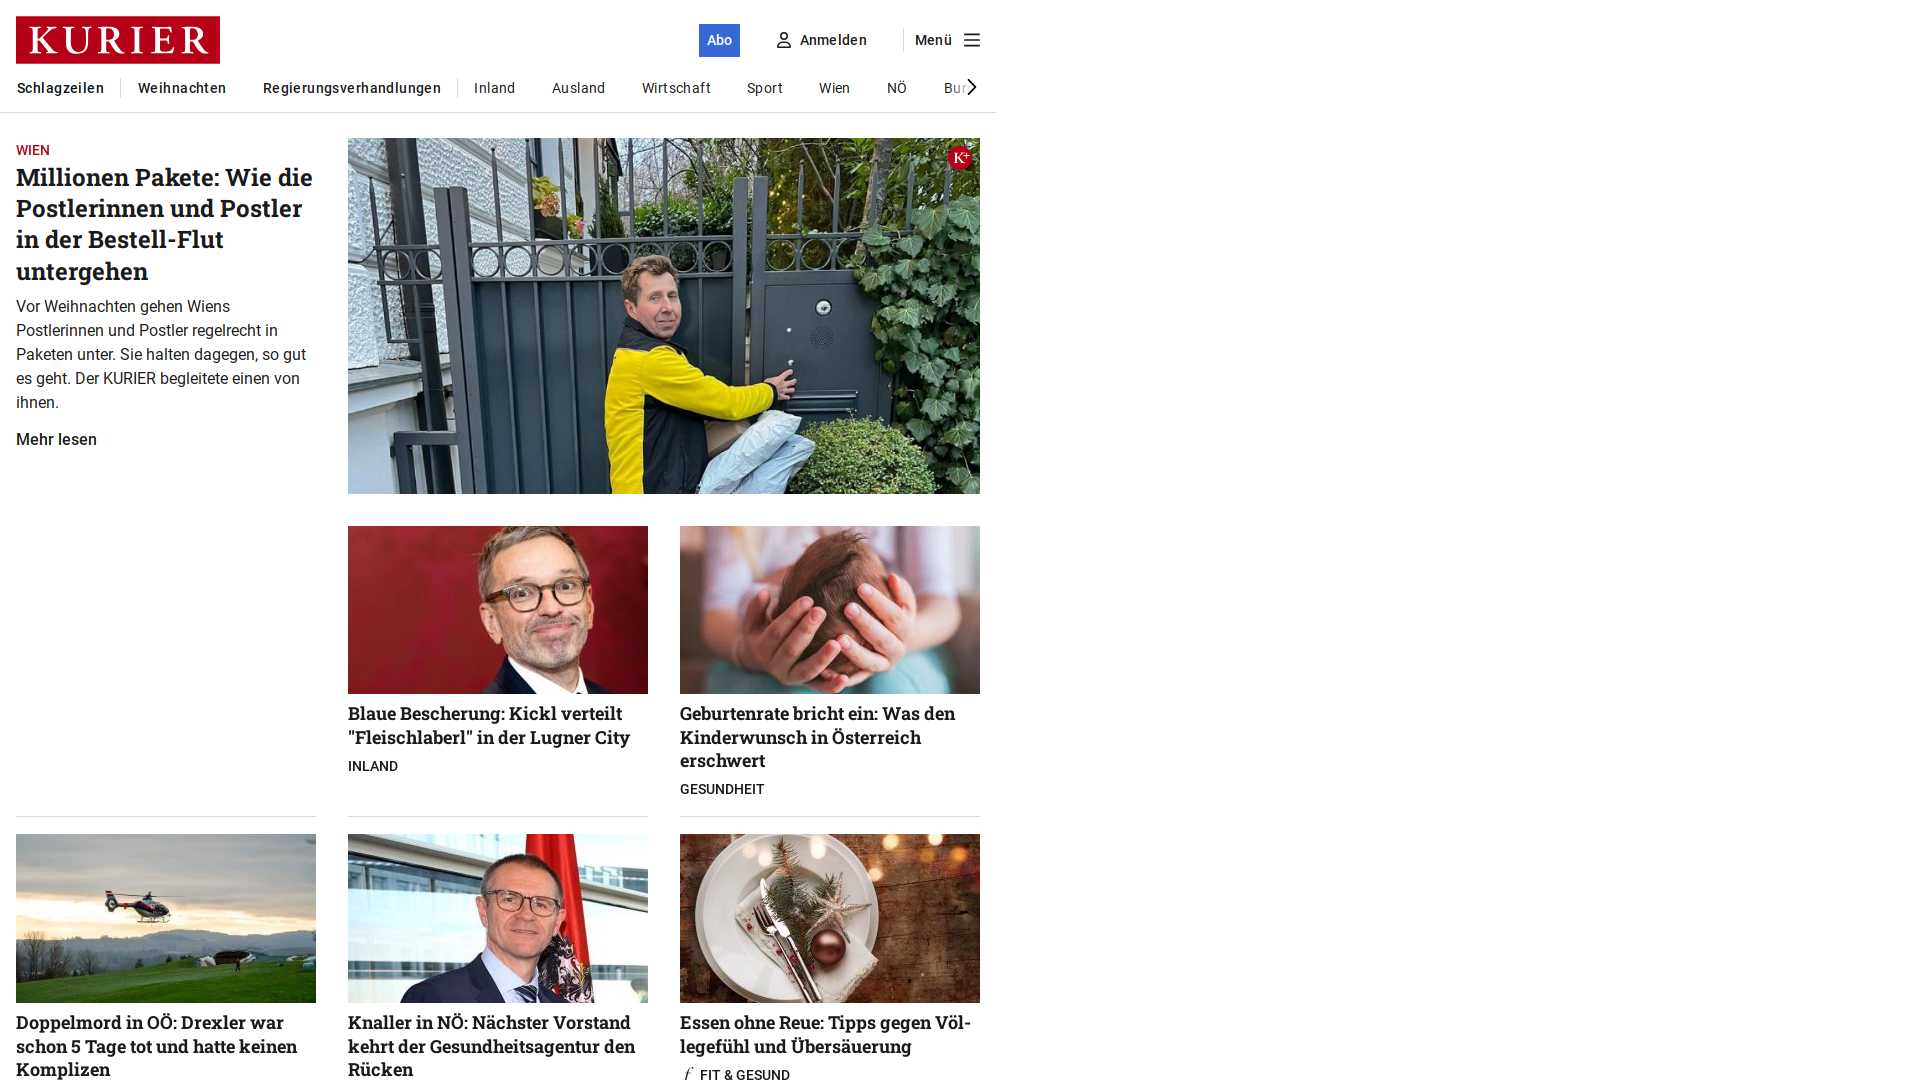 KURIER
Abo
Anmelden
Menü
Schlagzeilen
Weihnachten
Regierungsverhandlungen
Inland
Ausland
Wirtschaft
Sport
Wien
NÖ
WIEN
Millionen Pakete: Wie die
Postlerinnen und Postler
in der Bestell-Flut
untergehen
Vor Weihnachten gehen Wiens
Postlerinnen und Postler regelrecht in
Paketen unter. Sie halten dagegen, so gut
es geht. Der KURIER begleitete einen von
ihnen.
Mehr lesen
K+
Blaue Bescherung: Kickl verteilt
"Fleischlaberl" in der Lugner City
INLAND
Geburtenrate bricht ein: Was den
Kinderwunsch in Österreich
erschwert
GESUNDHEIT
Doppelmord in OÖ: Drexler war
schon 5 Tage tot und hatte keinen
Komplizen
Knaller in NÖ: Nächster Vorstand
kehrt der Gesundheitsagentur den
Rücken
Essen ohne Reue: Tipps gegen Völ-
legefühl und Übersäuerung
f FIT & GESUND